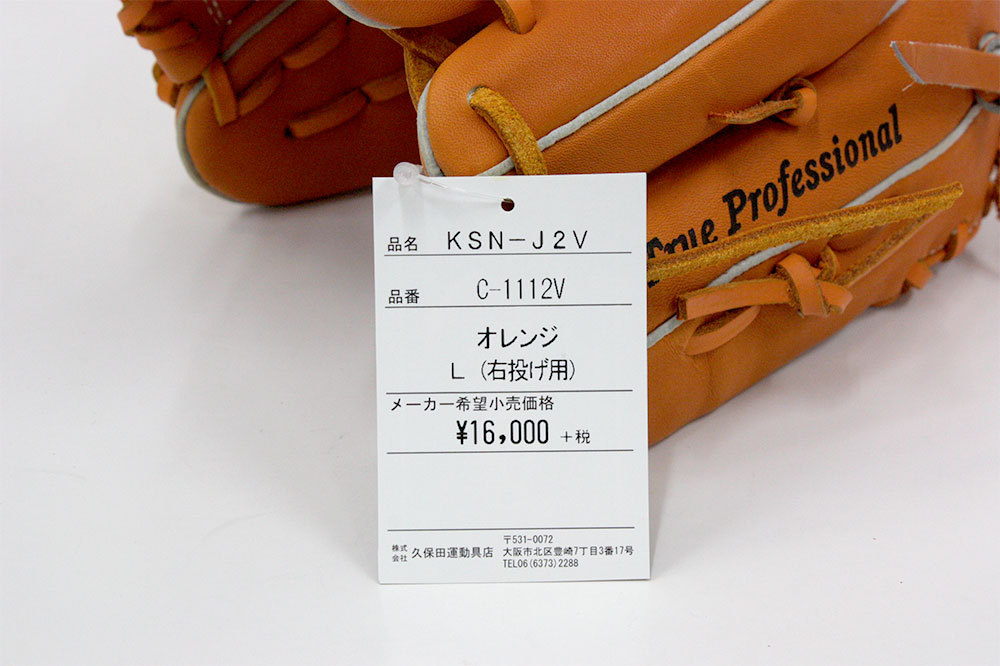 True Professional
品名 KSN-J2V
品番 C-1112V
オレンジ
L (右投げ用)
メーカー希望小売価格
¥16,000 +税
株式会社 久保田運動具店
〒531-0072
大阪市北区豊崎7丁目3番17号
TEL06(6373)2288